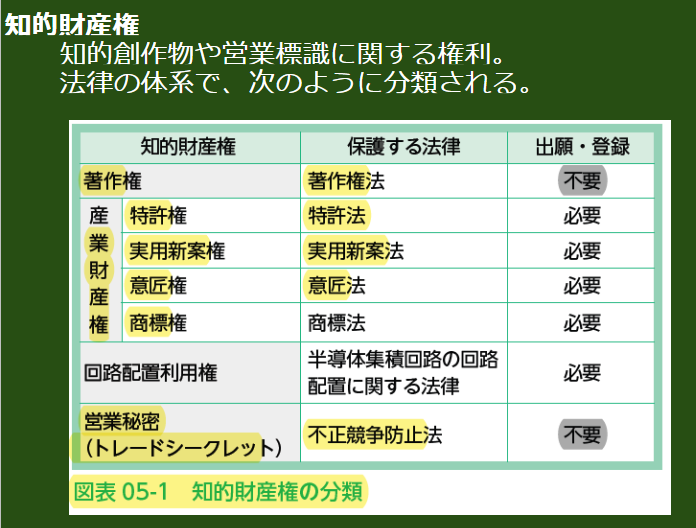 知的財産権
知的創作物や営業標識に関する権利。
法律の体系で、次のように分類される。
知的財産権 保護する法律 出願・登録
著作権 著作権法 不要
産業財産権
特許権 特許法 必要
実用新案権 実用新案法 必要
意匠権 意匠法 必要
商標権 商標法 必要
回路配置利用権 半導体集積回路の回路
配置に関する法律 必要
営業秘密
（トレードシークレット） 不正競争防止法 不要
図表 05-1 知的財産権の分類